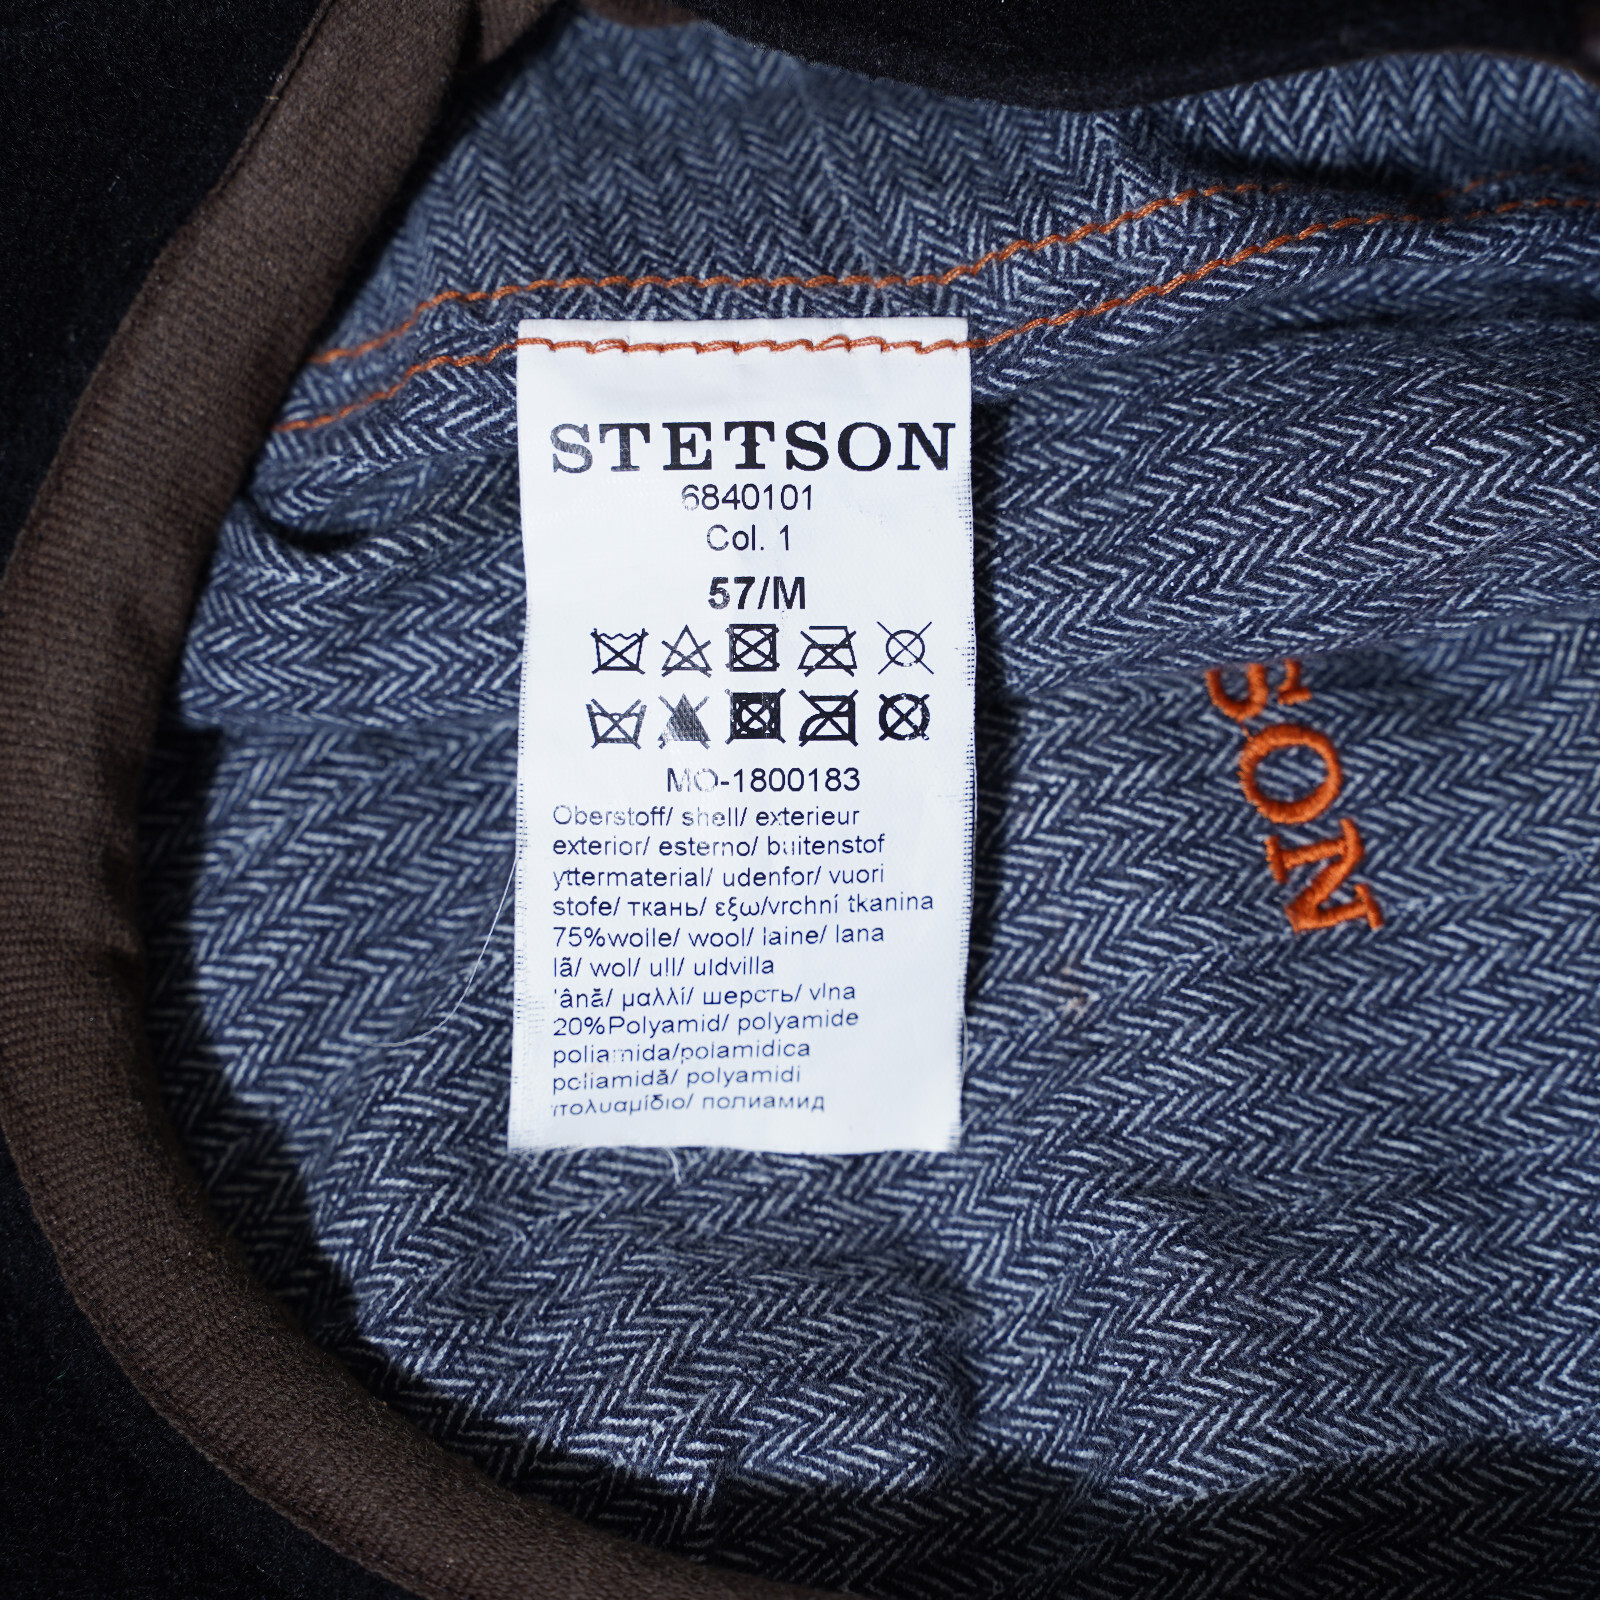 STETSON
6840101
Col. 1
57/M
MO-1800183
Oberstoff/ shell/ exterieur
exterior/ esterno/ buitenstof
yttermaterial/ udenfor/ vuori
stofe/ ткань/ εξω/vrchní tkanina
75%wolle/ wool/ laine/ lana
lã/ wol/ ull/ uldvilla
lână/ μαλλί/ шерсть/ vlna
20%Polyamid/ polyamide
poliamida/polamidica
poliamidă/ polyamidi
πολυαμίδιο/ полиамид
SON